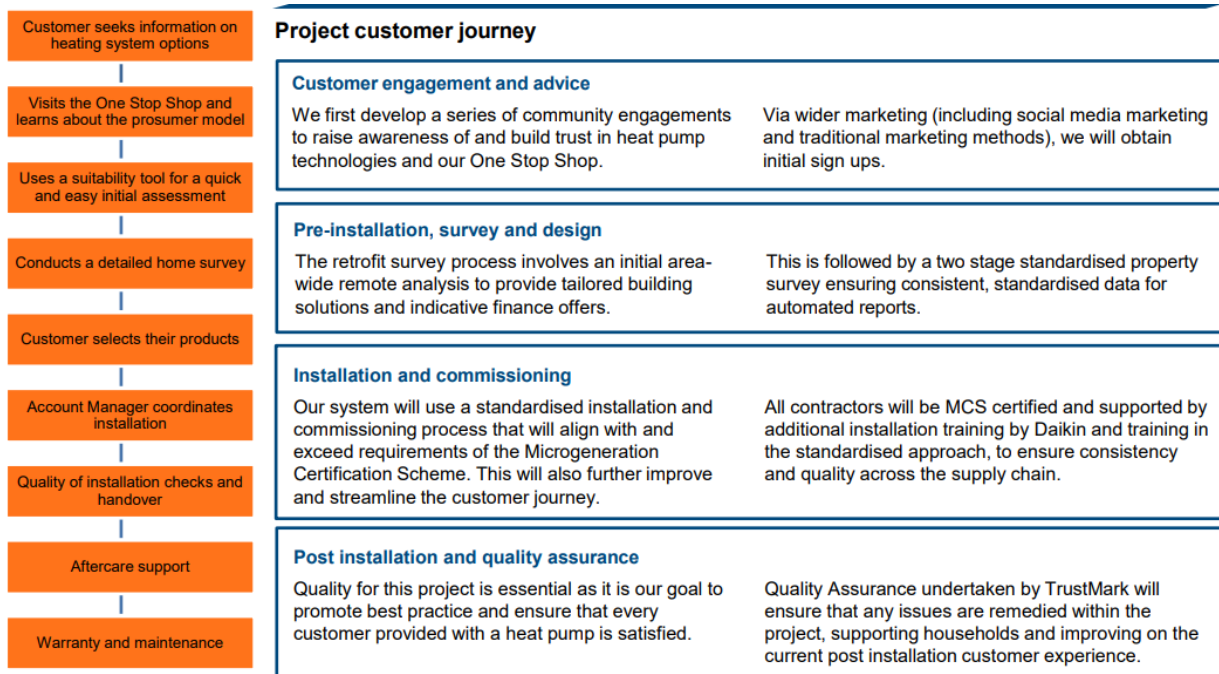 Customer seeks information on
heating system options
Visits the One Stop Shop and
learns about the prosumer model
Uses a suitability tool for a quick
and easy initial assessment
Conducts a detailed home survey
Customer selects their products
Account Manager coordinates
installation
Quality of installation checks and
handover
Aftercare support
Warranty and maintenance
Project customer journey
Customer engagement and advice
We first develop a series of community engagements
to raise awareness of and build trust in heat pump
technologies and our One Stop Shop.
Via wider marketing (including social media marketing
and traditional marketing methods), we will obtain
initial sign ups.
Pre-installation, survey and design
The retrofit survey process involves an initial area-
wide remote analysis to provide tailored building
solutions and indicative finance offers.
This is followed by a two stage standardised property
survey ensuring consistent, standardised data for
automated reports.
Installation and commissioning
Our system will use a standardised installation and
commissioning process that will align with and
exceed requirements of the Microgeneration
Certification Scheme. This will also further improve
and streamline the customer journey.
All contractors will be MCS certified and supported by
additional installation training by Daikin and training in
the standardised approach, to ensure consistency
and quality across the supply chain.
Post installation and quality assurance
Quality for this project is essential as it is our goal to
promote best practice and ensure that every
customer provided with a heat pump is satisfied.
Quality Assurance undertaken by TrustMark will
ensure that any issues are remedied within the
project, supporting households and improving on the
current post installation customer experience.